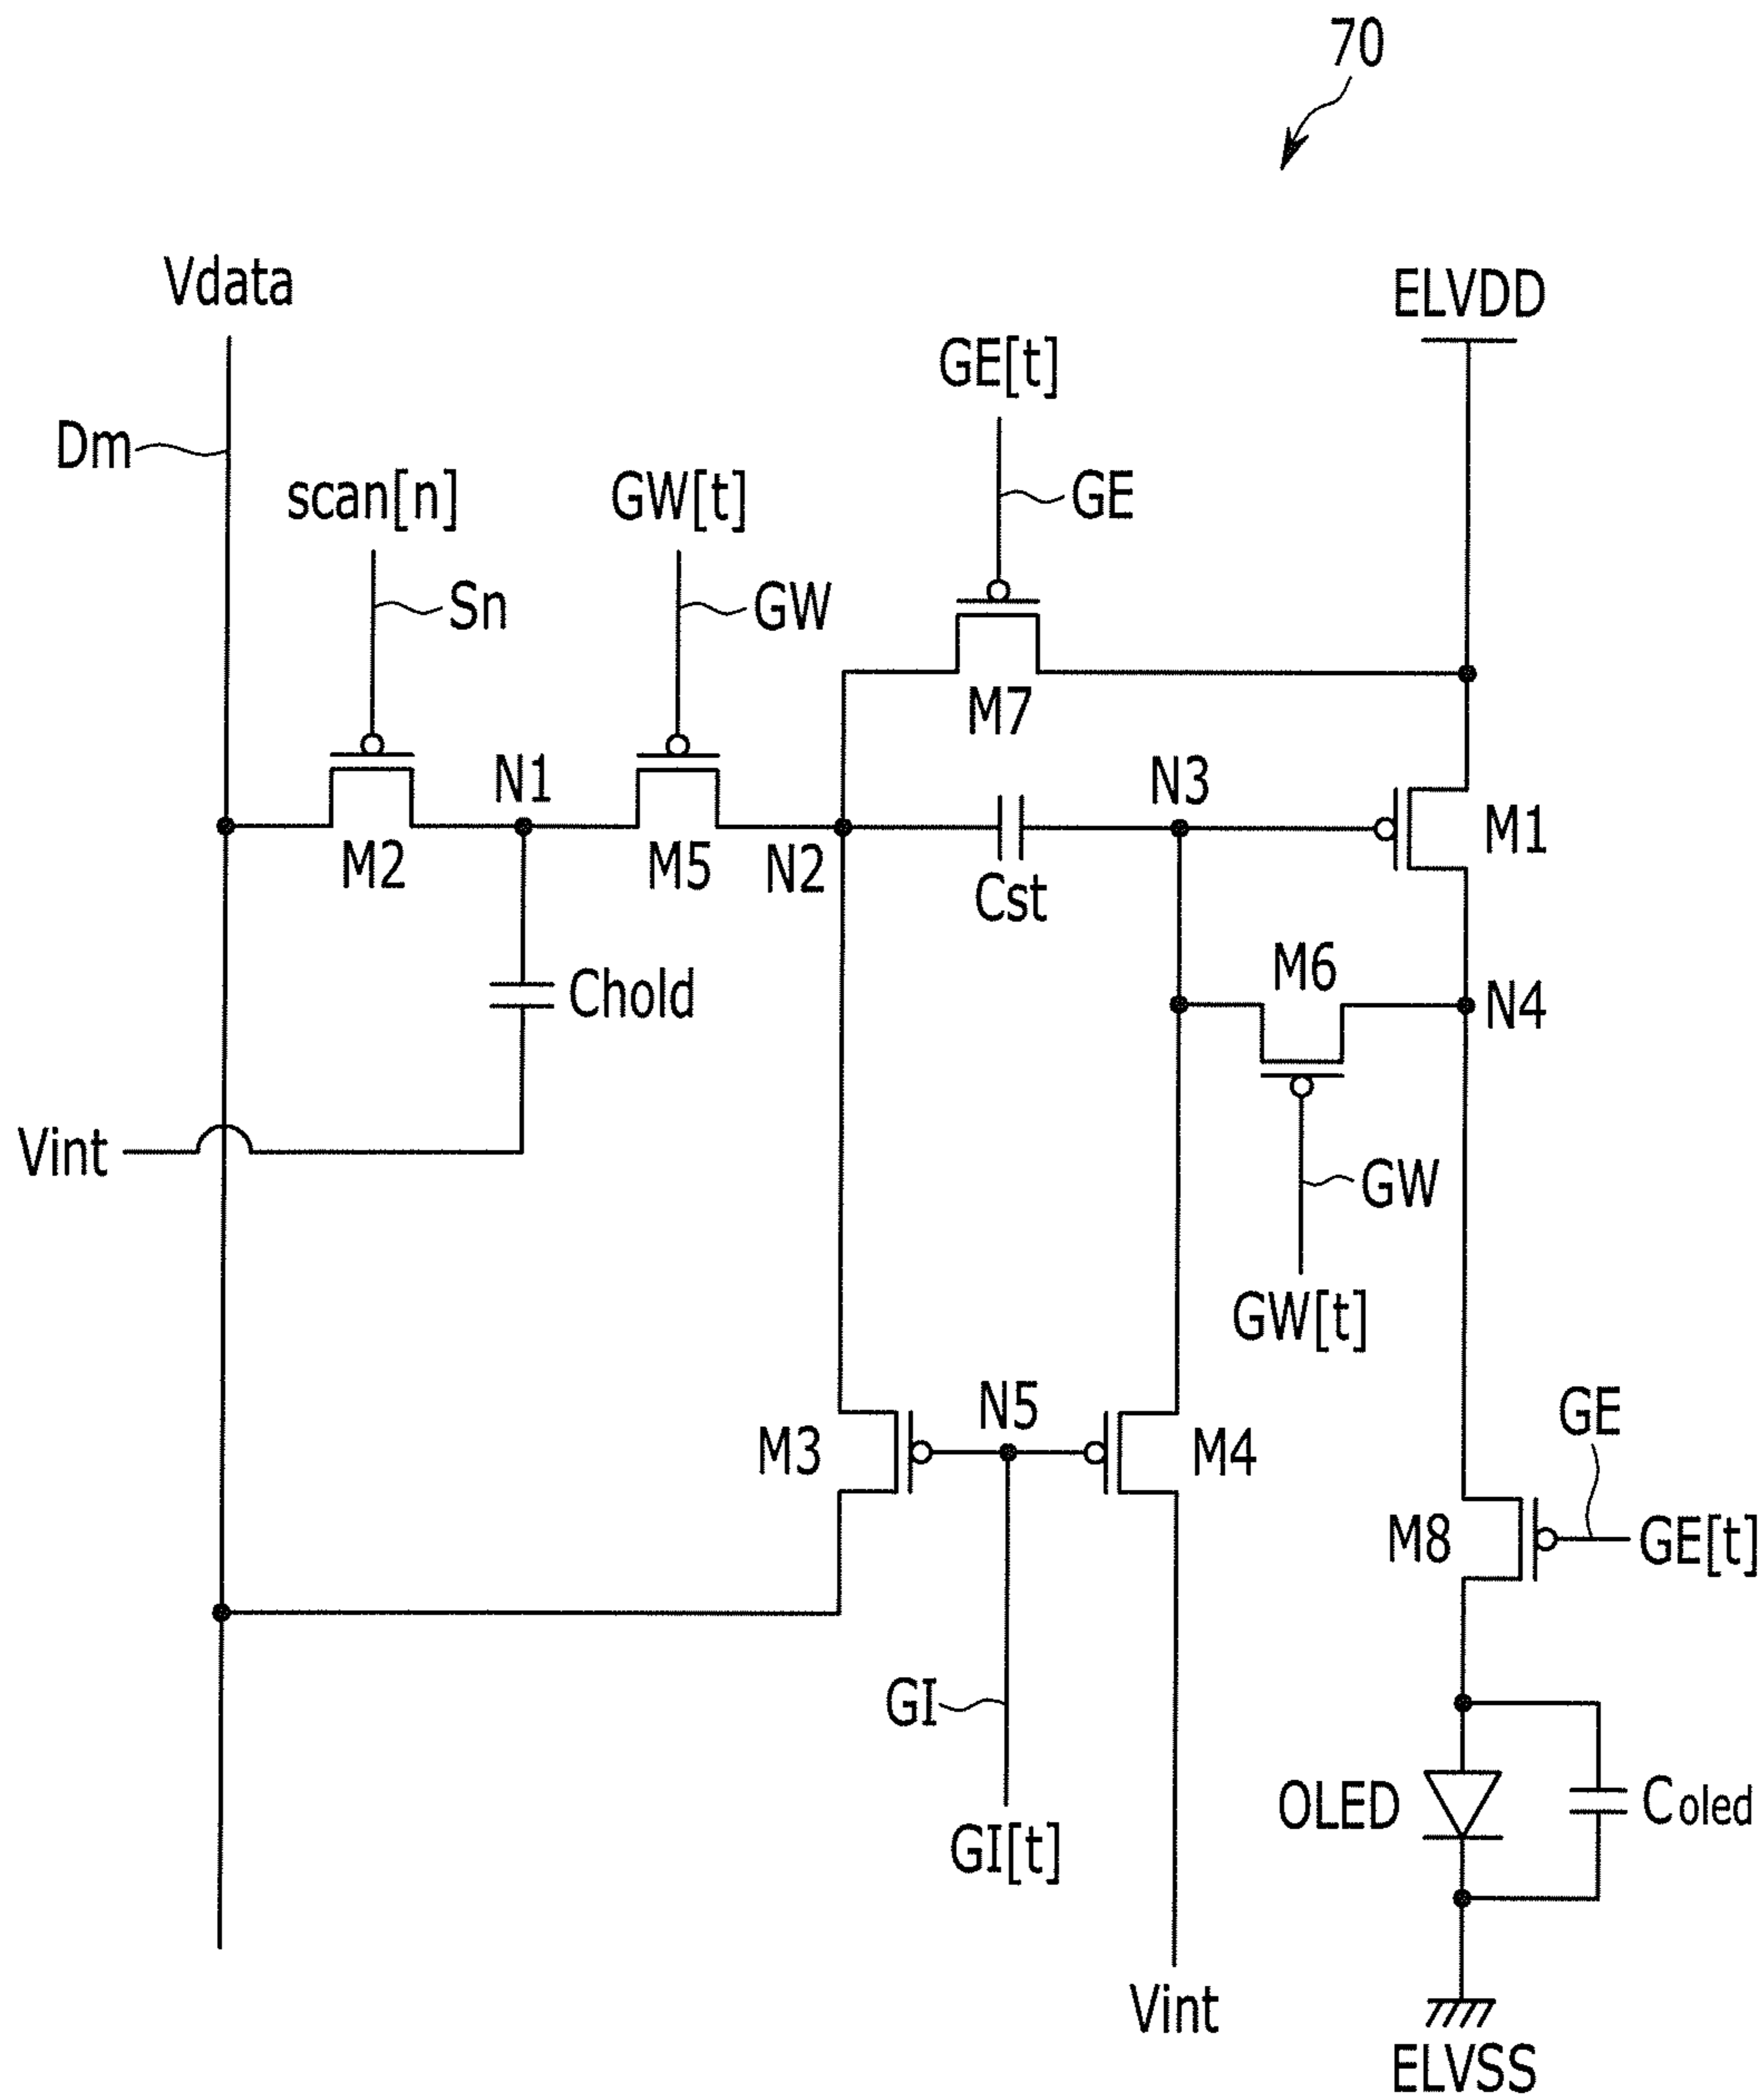 70
Vdata
ELVDD
GE[t]
Dm
scan[n]
GW[t]
GE
Sn
GW
M7
N1
N3
M1
M2
M5
N2
Cst
M6
Chold
N4
Vint
GW
GW[t]
N5
GE
M3
M4
M8
GE[t]
GI
OLED
Coled
GI[t]
Vint
ELVSS